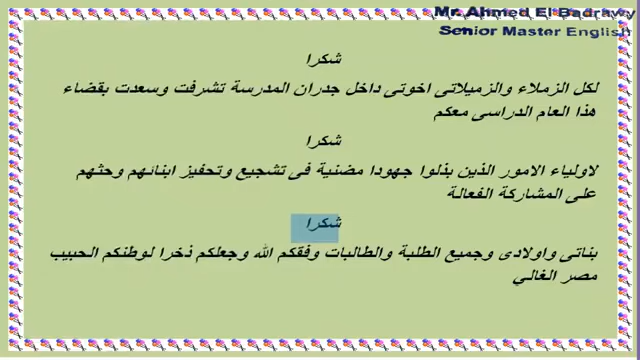 Mr. Ahmed El Badrawy
Senior Master English
شكرا
لكل الزملاء والزميلاتى اخوتى داخل جدران المدرسة تشرفت وسعدت بقضاء
هذا العام الدراسى معكم
شكرا
لاولياء الامور الذين بذلوا جهودا مضنية فى تشجيع وتحفيز ابنائهم وحثهم
على المشاركة الفعالة
شكرا
بناتى واولادى وجميع الطلبة والطالبات وفقكم الله وجعلكم ذخرا لوطنكم الحبيب
مصر الغالي